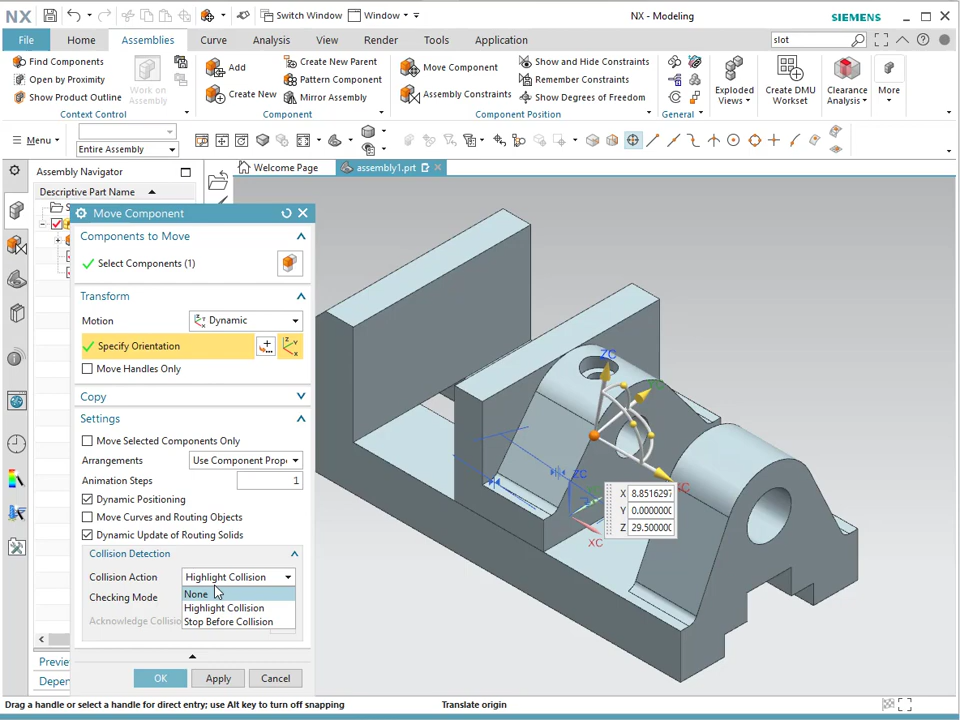 NX
Switch Window
Window
NX - Modeling
SIEMENS
File
Home
Assemblies
Curve
Analysis
View
Render
Tools
Application
slot
Find Components
Open by Proximity
Show Product Outline
Work on
Assembly
Context Control
Add
Create New
Create New Parent
Pattern Component
Mirror Assembly
Component
Move Component
Assembly Constraints
Show and Hide Constraints
Remember Constraints
Show Degrees of Freedom
Component Position
General
Exploded
Views
Create DMU
Workset
Clearance
Analysis
More
Menu
Entire Assembly
Assembly Navigator
Welcome Page
assembly1.prt
Descriptive Part Name
Move Component
Components to Move
Select Components (1)
Transform
Motion
Dynamic
Specify Orientation
Move Handles Only
Copy
Settings
Move Selected Components Only
Arrangements
Use Component Prope
Animation Steps
1
Dynamic Positioning
Move Curves and Routing Objects
Dynamic Update of Routing Solids
Collision Detection
Collision Action
Highlight Collision
None
Checking Mode
Highlight Collision
Acknowledge Collisio
Stop Before Collision
Previe
Depen
OK
Apply
Cancel
ZC
ZC
XC
XC
X 8.8516297
Y 0.0000000
Z 29.500000
Drag a handle or select a handle for direct entry; use Alt key to turn off snapping
Translate origin